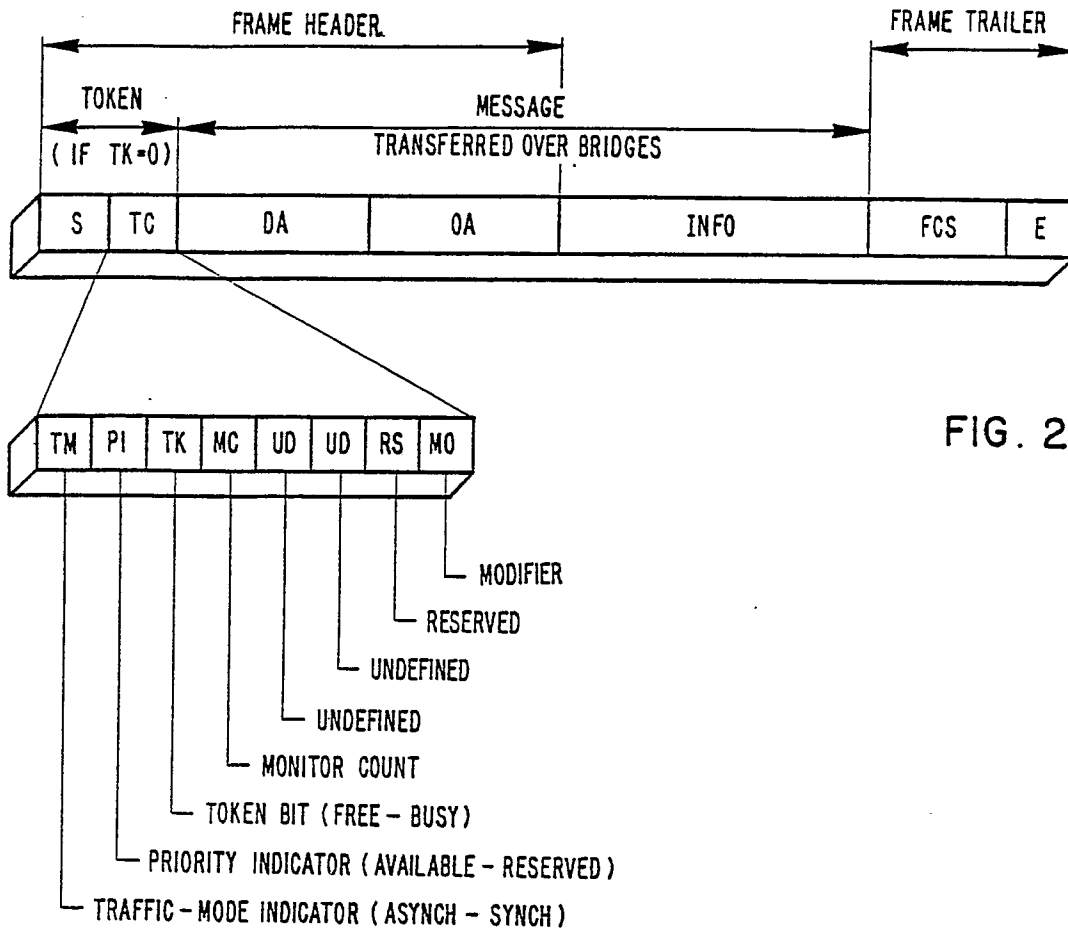 FRAME HEADER.
FRAME TRAILER
TOKEN
MESSAGE
( IF TK=0)
TRANSFERRED OVER BRIDGES
S TC DA OA INFO FCS E
TM PI TK MC UD UD RS MO
FIG. 2
MODIFIER
RESERVED
UNDEFINED
UNDEFINED
MONITOR COUNT
TOKEN BIT (FREE - BUSY)
PRIORITY INDICATOR (AVAILABLE - RESERVED)
TRAFFIC - MODE INDICATOR (ASYNCH - SYNCH)